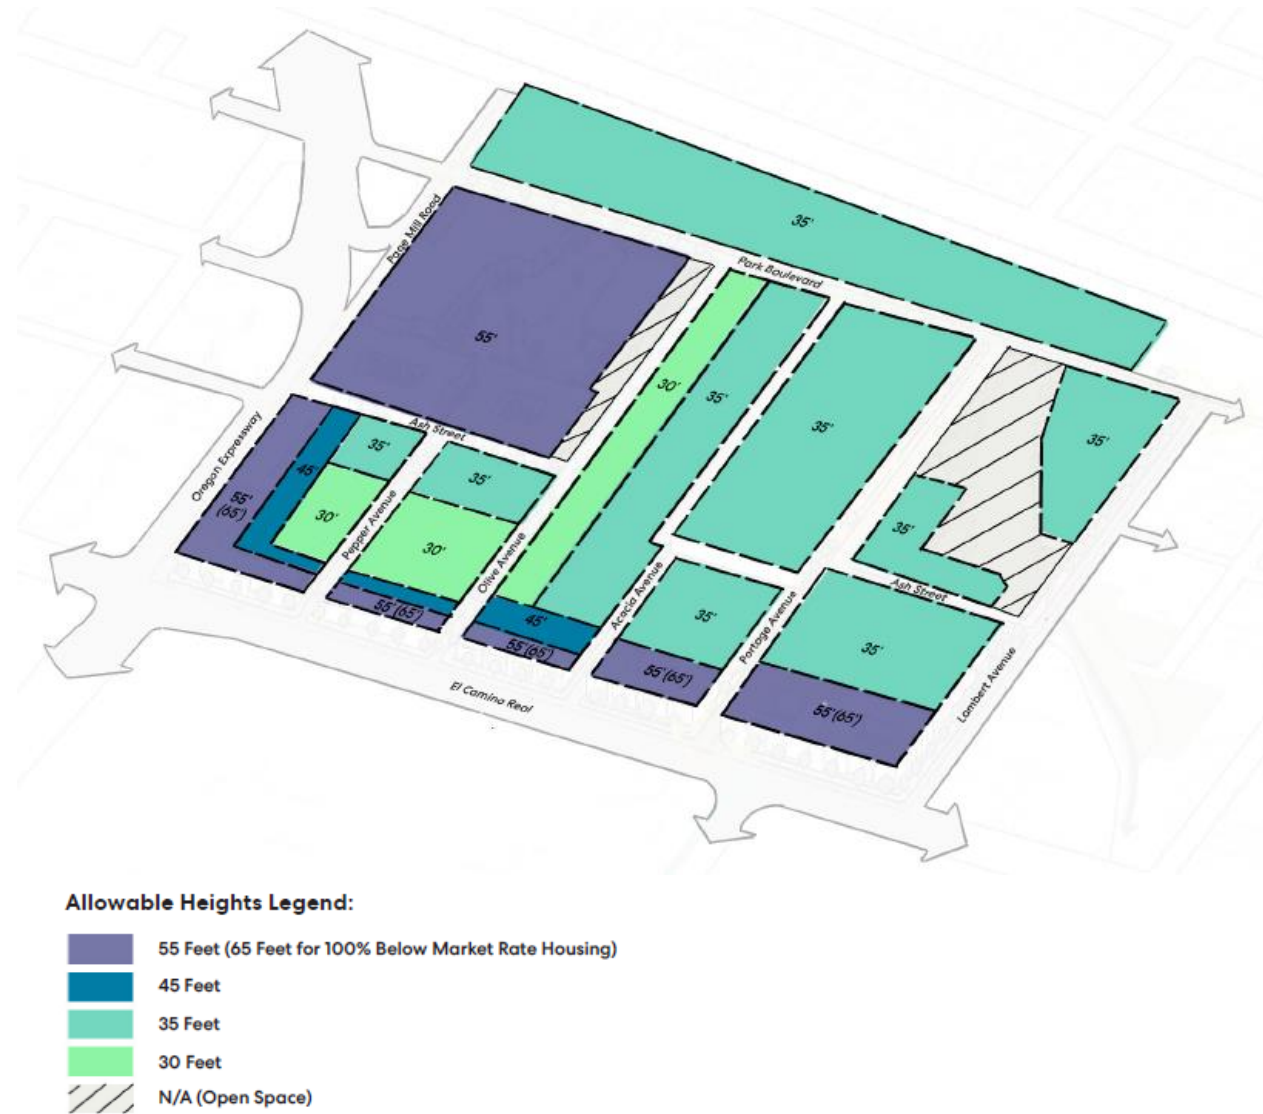 35'
Page Mill Road
Park Boulevard
55'
30'
35'
35'
35'
Oregon Expressway
Ash Street
35'
45'
35'
55'
(65')
30'
Pepper Avenue
30'
Olive Avenue
35'
Ash Street
55'(65')
45'
55'(65')
Acacia Avenue
35'
Portage Avenue
35'
55'(65')
55'(65')
Lambert Avenue
El Camino Real
Allowable Heights Legend:
55 Feet (65 Feet for 100% Below Market Rate Housing)
45 Feet
35 Feet
30 Feet
N/A (Open Space)